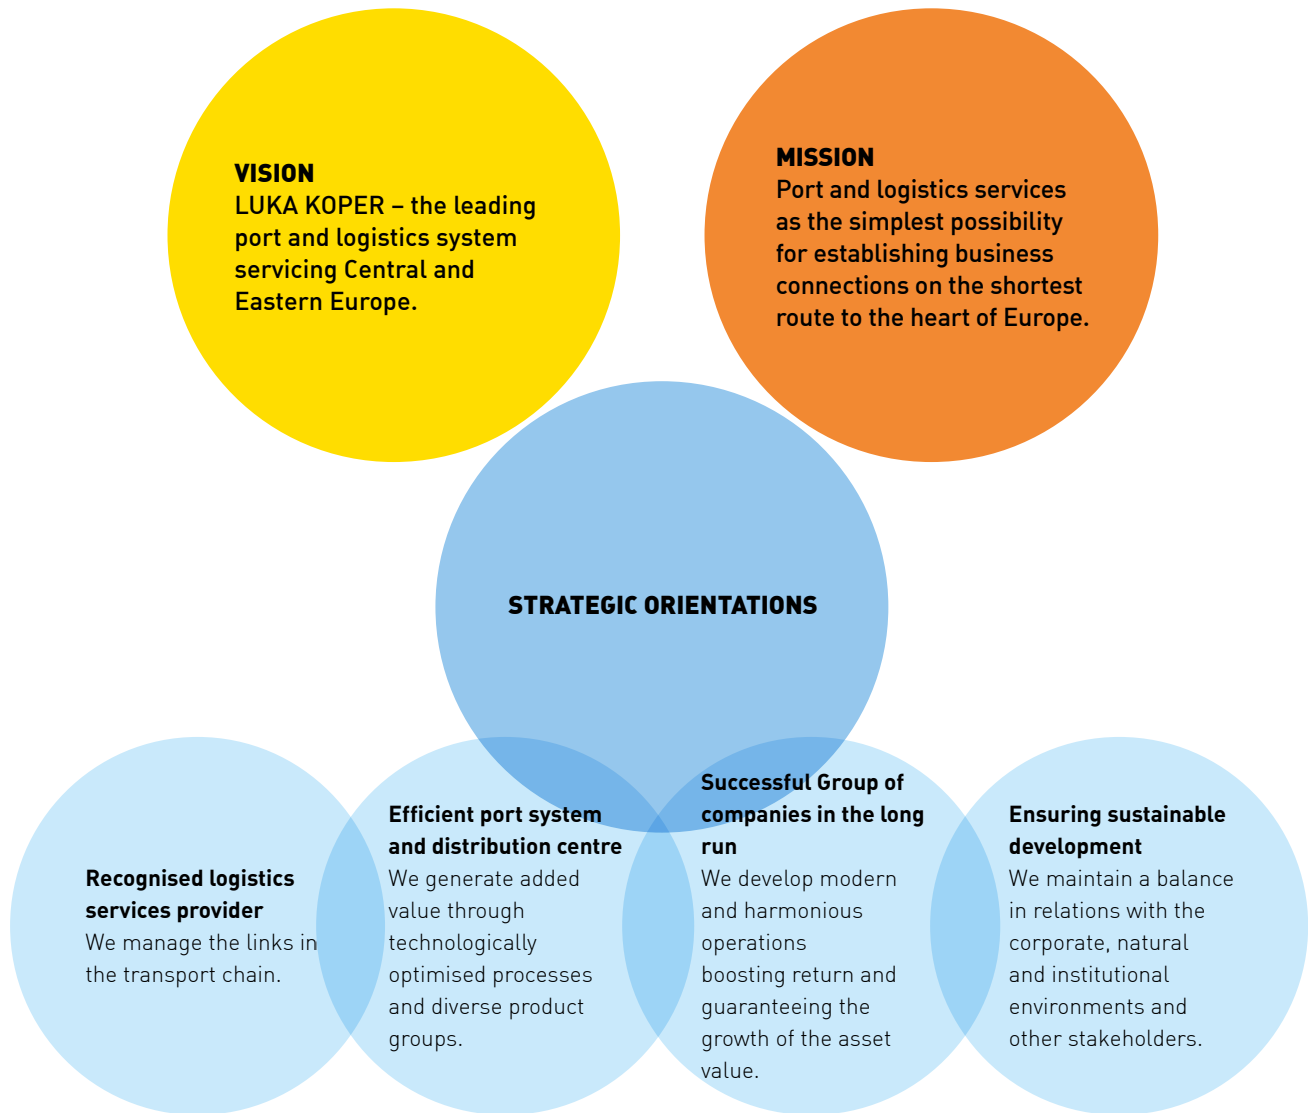 VISION
LUKA KOPER – the leading
port and logistics system
servicing Central and
Eastern Europe.
MISSION
Port and logistics services
as the simplest possibility
for establishing business
connections on the shortest
route to the heart of Europe.
STRATEGIC ORIENTATIONS
Recognised logistics
services provider
We manage the links in
the transport chain.
Efficient port system
and distribution centre
We generate added
value through
technologically
optimised processes
and diverse product
groups.
Successful Group of
companies in the long
run
We develop modern
and harmonious
operations
boosting return and
guaranteeing the
growth of the asset
value.
Ensuring sustainable
development
We maintain a balance
in relations with the
corporate, natural
and institutional
environments and
other stakeholders.